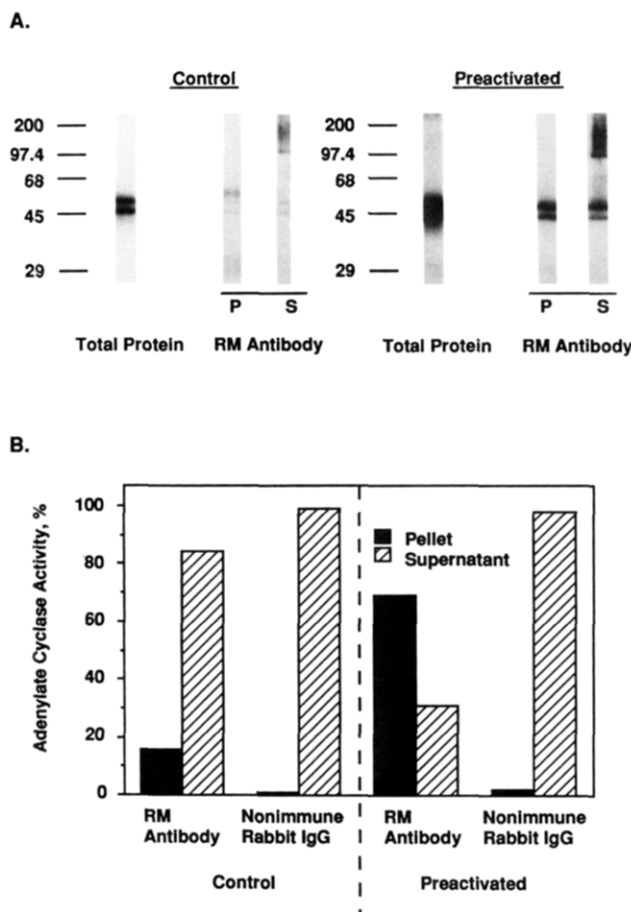 A.
Control
Preactivated
200
97.4
68
45
29
200
97.4
68
45
29
P S
P S
Total Protein
RM Antibody
Total Protein
RM Antibody
B.
Adenylate Cyclase Activity, %
100
80
60
40
20
0
Pellet
Supernatant
RM
Antibody
Nonimmune
Rabbit IgG
RM
Antibody
Nonimmune
Rabbit IgG
Control
Preactivated